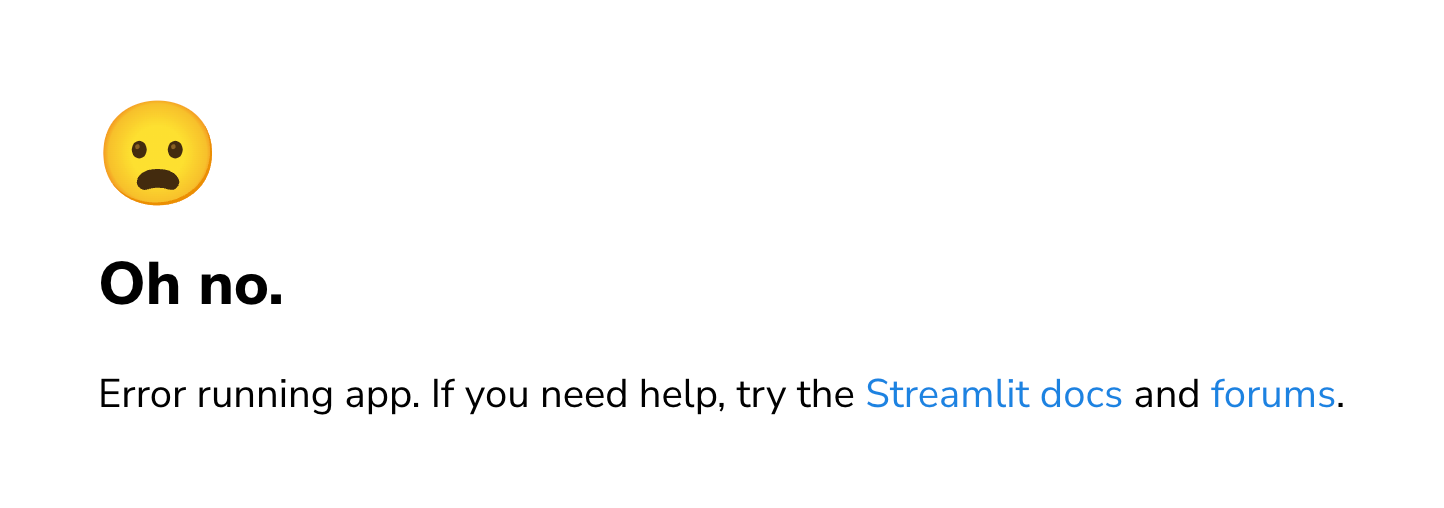 Oh no.
Error running app. If you need help, try the Streamlit docs and forums.